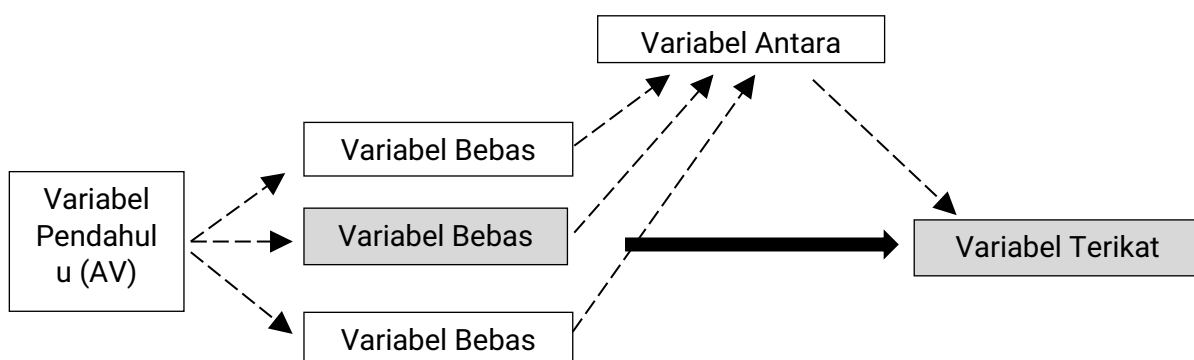 Variabel Antara
Variabel Bebas
Variabel
Pendahul
u (AV)
Variabel Bebas
Variabel Terikat
Variabel Bebas